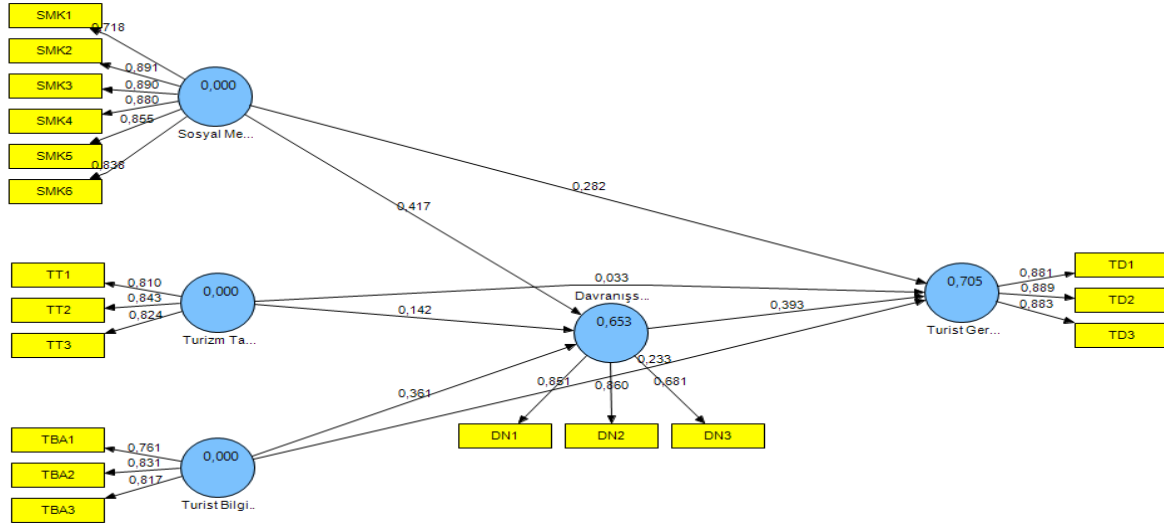 SMK1
0,718
SMK2
0,891
SMK3
0,890
0,000
SMK4
0,880
Sosyal Me...
SMK5
0,855
SMK6
0,838
0,282
0,417
TT1
0,810
TT2
0,843
TT3
0,824
0,000
Turizm Ta...
0,033
0,142
Davranışs...
0,653
0,393
0,705
Turist Ger...
0,881
TD1
0,889
TD2
0,883
TD3
0,233
0,361
0,851
0,860
0,681
DN1
DN2
DN3
TBA1
0,761
TBA2
0,831
TBA3
0,817
0,000
Turist Bilgi..